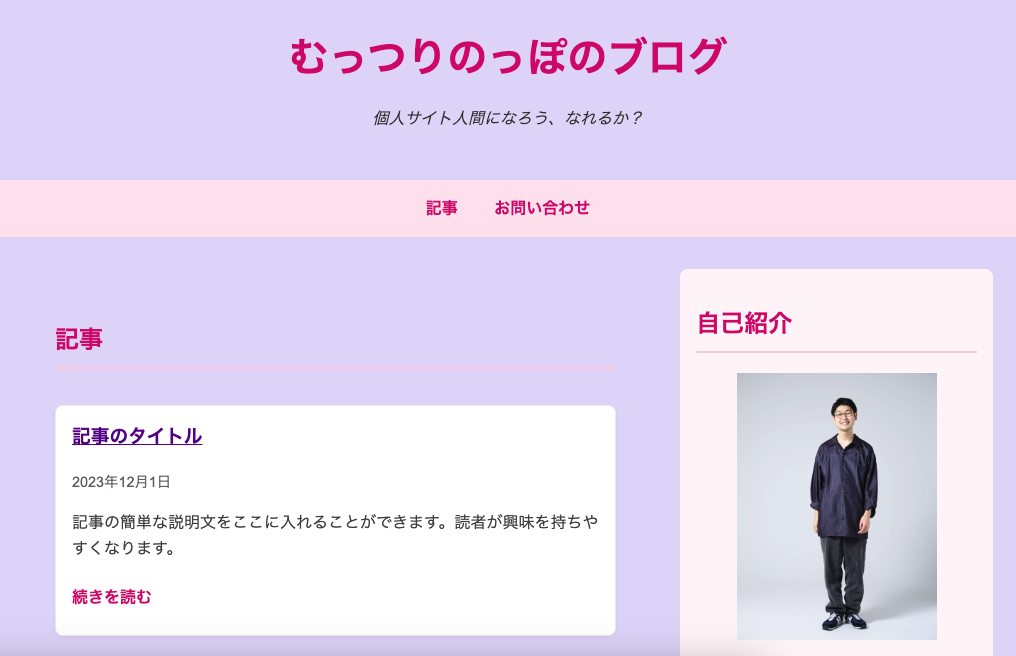 むっつりのっぽのブログ
個人サイト人間になろう、なれるか？
記事 お問い合わせ
記事
記事のタイトル
2023年12月1日
記事の簡単な説明文をここに入れることができます。読者が興味を持ちや
すくなります。
続きを読む
自己紹介